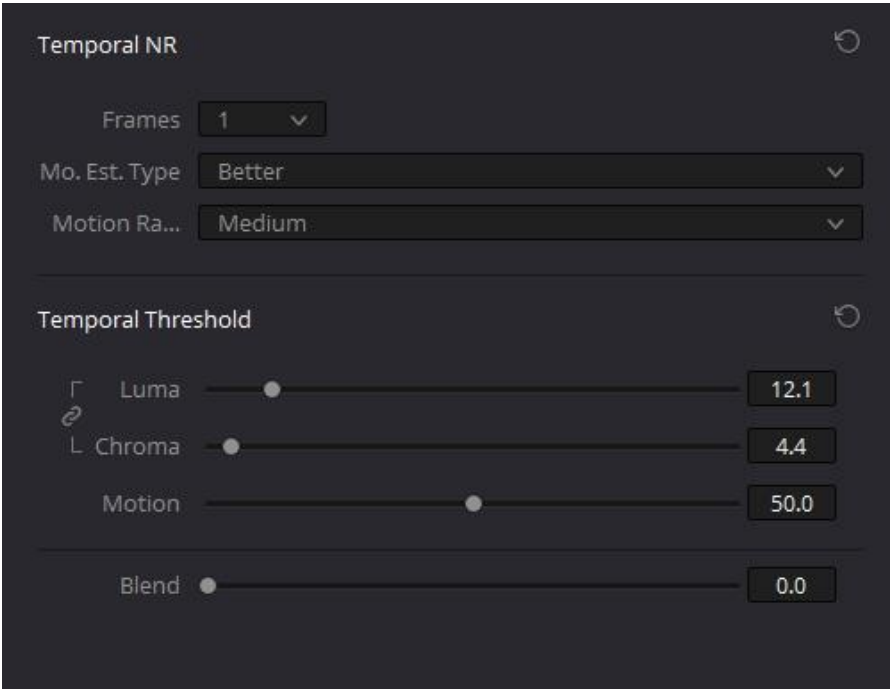 Temporal NR
Frames 1
Mo. Est. Type Better
Motion Ra... Medium
Temporal Threshold
Luma 12.1
Chroma 4.4
Motion 50.0
Blend 0.0